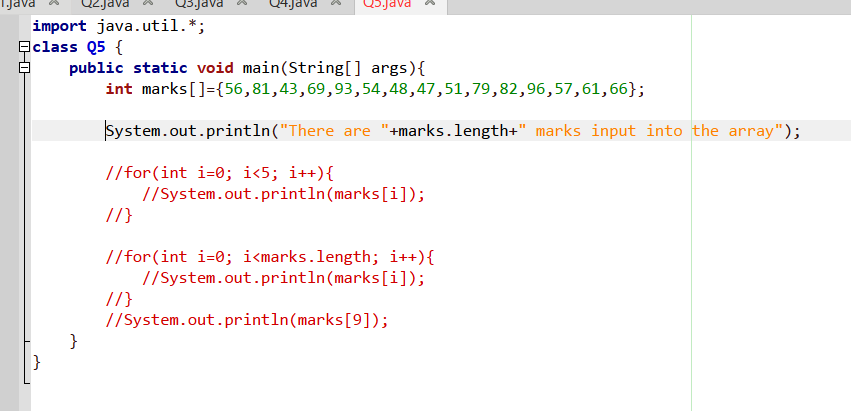 1.java Q2.java Q3.java Q4.java Q5.java
import java.util.*;
class Q5 {
public static void main(String[] args){
int marks[]={56,81,43,69,93,54,48,47,51,79,82,96,57,61,66};
System.out.println("There are "+marks.length+" marks input into the array");
//for(int i=0; i<5; i++){
//System.out.println(marks[i]);
//}
//for(int i=0; i<marks.length; i++){
//System.out.println(marks[i]);
//}
//System.out.println(marks[9]);
}
}